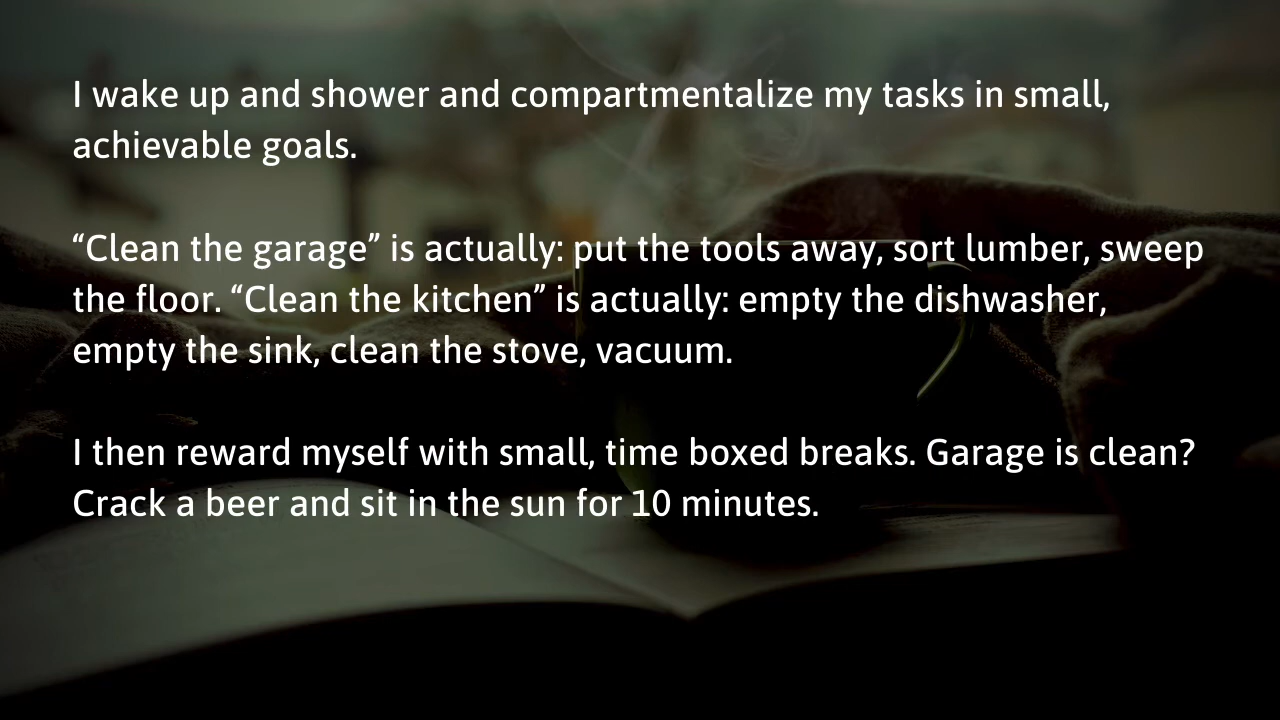 I wake up and shower and compartmentalize my tasks in small,
achievable goals.
“Clean the garage” is actually: put the tools away, sort lumber, sweep
the floor. “Clean the kitchen” is actually: empty the dishwasher,
empty the sink, clean the stove, vacuum.
I then reward myself with small, time boxed breaks. Garage is clean?
Crack a beer and sit in the sun for 10 minutes.